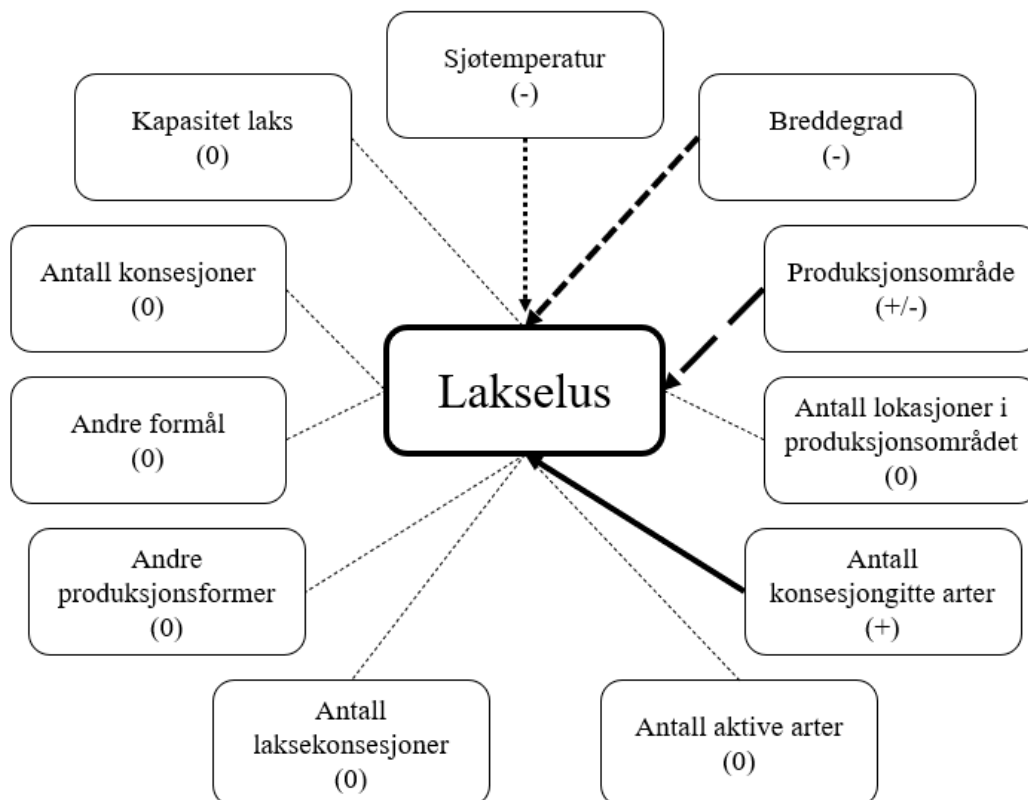 Sjøtemperatur
(-)
Kapasitet laks
(0)
Breddegrad
(-)
Antall konsesjoner
(0)
Produksjonsområde
(+/-)
Lakselus
Andre formål
(0)
Antall lokasjoner i
produksjonsområdet
(0)
Andre
produksjonsformer
(0)
Antall
konsesjongitte arter
(+)
Antall
laksekonsesjoner
(0)
Antall aktive arter
(0)